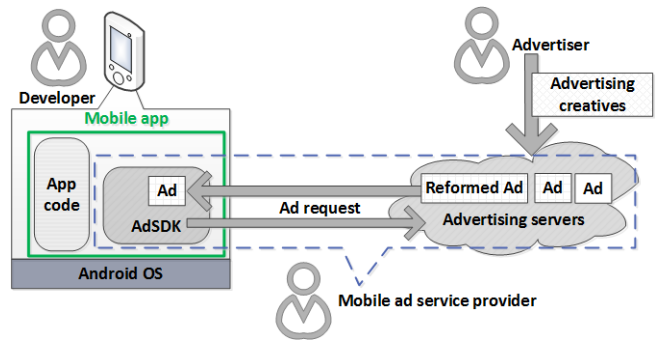 Developer
Advertiser
Advertising
creatives
Mobile app
App
code
Ad
AdSDK
Ad request
Reformed Ad
Ad
Ad
Advertising servers
Android OS
Mobile ad service provider